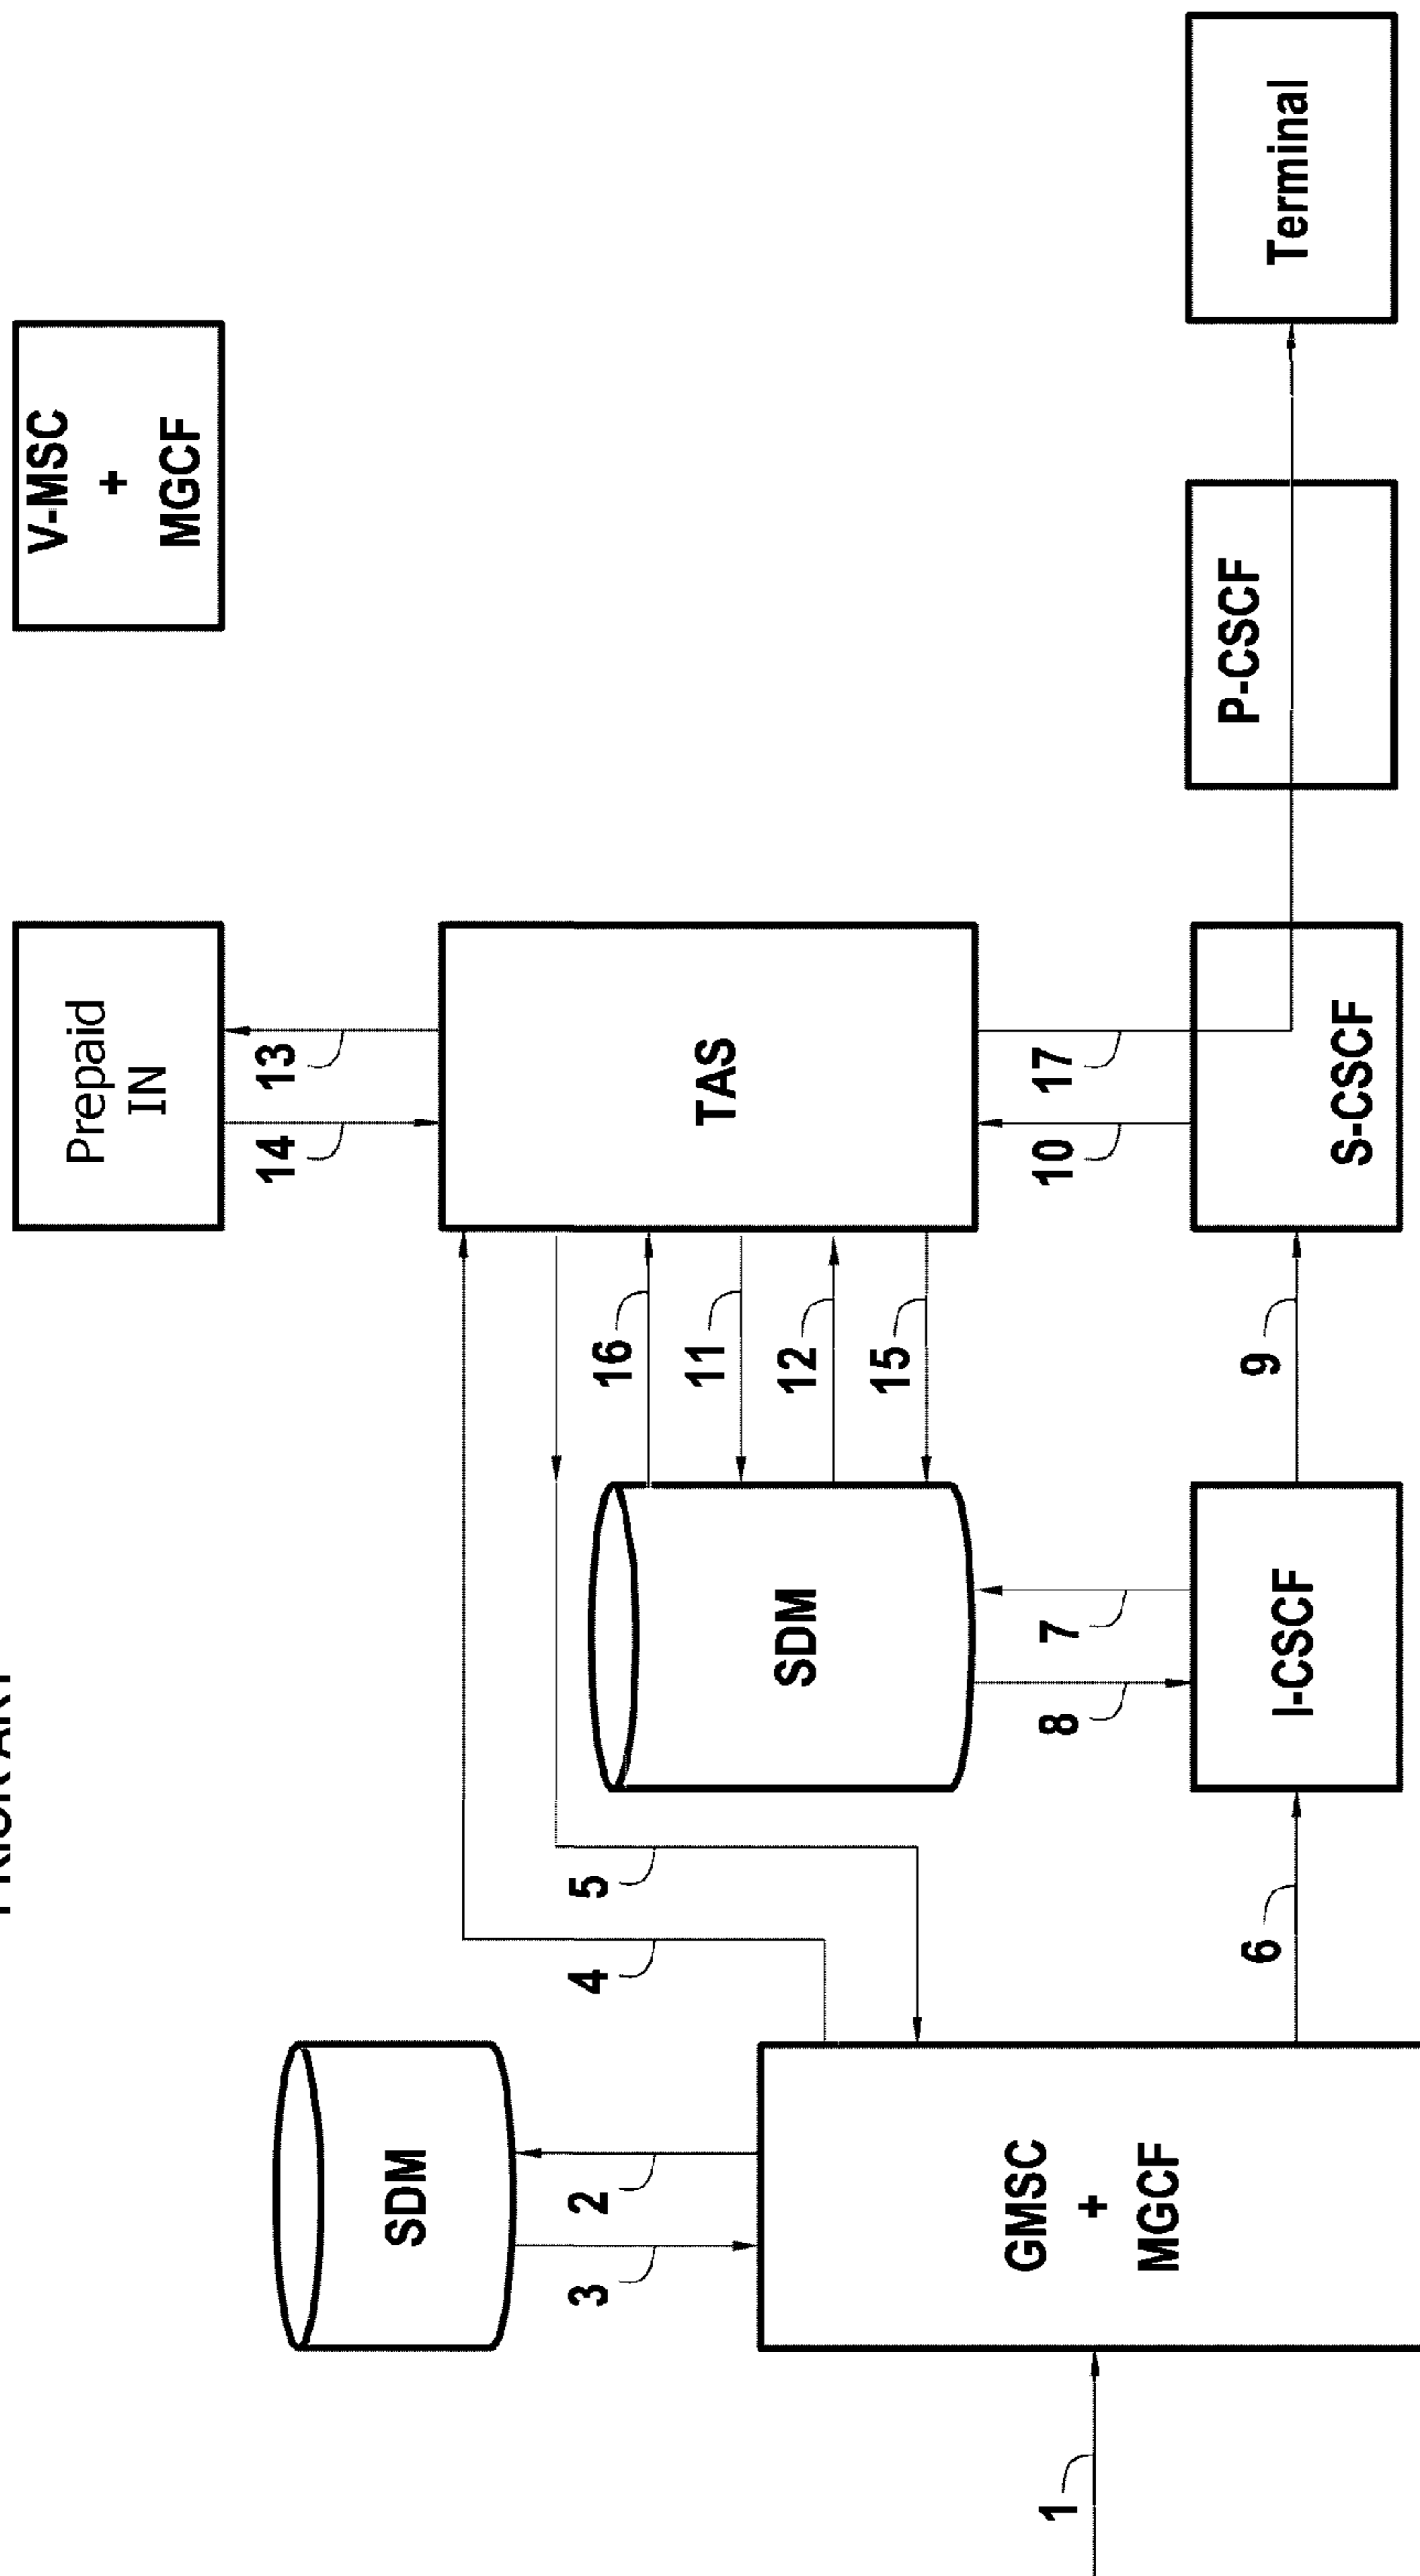 PRIOR ART
Prepaid
IN
V-MSC
+
MGCF
14
13
SDM
3
2
4
5
16
11
12
15
SDM
TAS
GMSC
+
MGCF
1
8
7
10
17
6
9
I-CSCF
S-CSCF
P-CSCF
Terminal